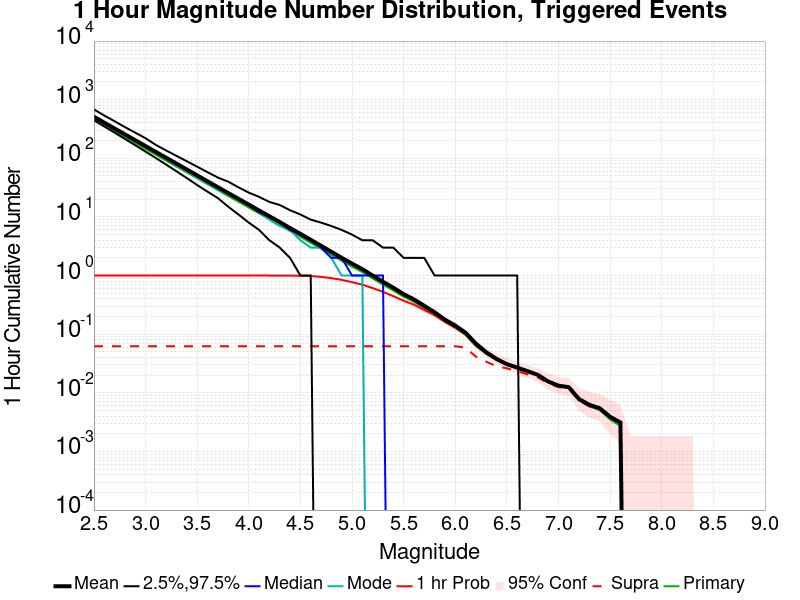 1 Hour Magnitude Number Distribution, Triggered Events
1 Hour Cumulative Number
10^4
10^3
10^2
10^1
10^0
10^-1
10^-2
10^-3
10^-4
2.5 3.0 3.5 4.0 4.5 5.0 5.5 6.0 6.5 7.0 7.5 8.0 8.5 9.0
Magnitude
Mean 2.5%,97.5% Median Mode 1 hr Prob 95% Conf Supra Primary